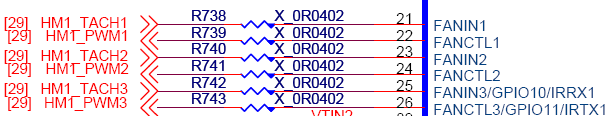 [29] HM1_TACH1 R738 X_0R0402 21 FANIN1
[29] HM1_PWM1 R739 X_0R0402 22 FANCTL1
[29] HM1_TACH2 R740 X_0R0402 23 FANIN2
[29] HM1_PWM2 R741 X_0R0402 24 FANCTL2
[29] HM1_TACH3 R742 X_0R0402 25 FANIN3/GPIO10/IRRX1
[29] HM1_PWM3 R743 X_0R0402 26 FANCTL3/GPIO11/IRTX1
VTIN2